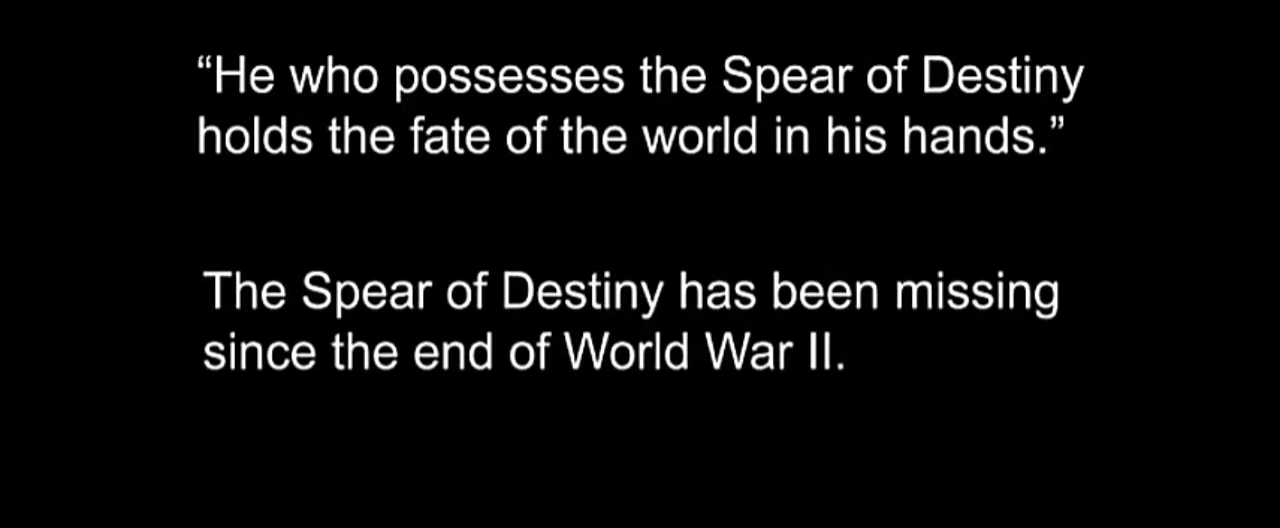 “He who possesses the Spear of Destiny
holds the fate of the world in his hands.”
The Spear of Destiny has been missing
since the end of World War II.